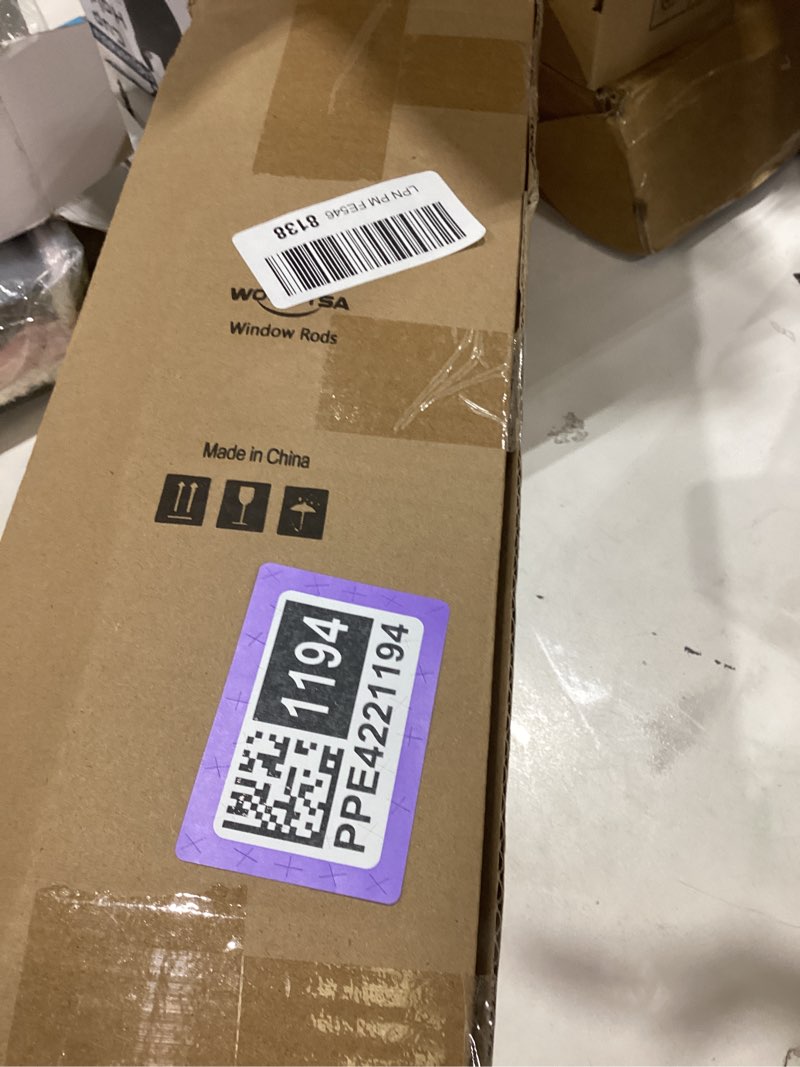 LPN PM FE546 8138
Window Rods
Made in China
1194
PPE4221194